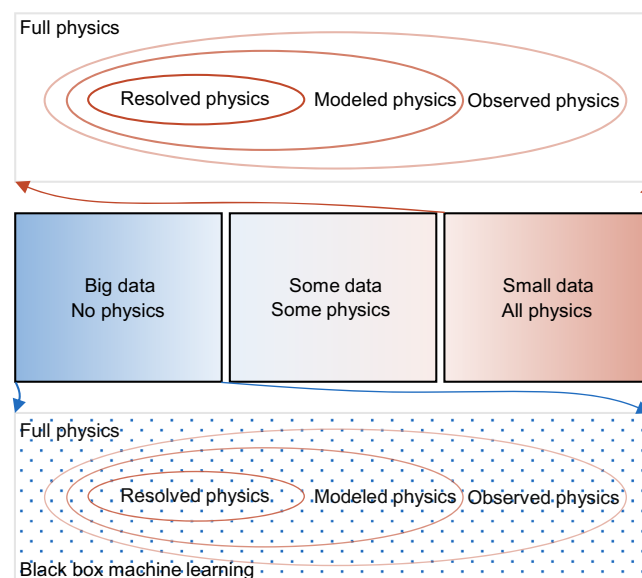 Full physics
Resolved physics Modeled physics Observed physics
Big data
No physics
Some data
Some physics
Small data
All physics
Full physics
Resolved physics Modeled physics Observed physics
Black box machine learning